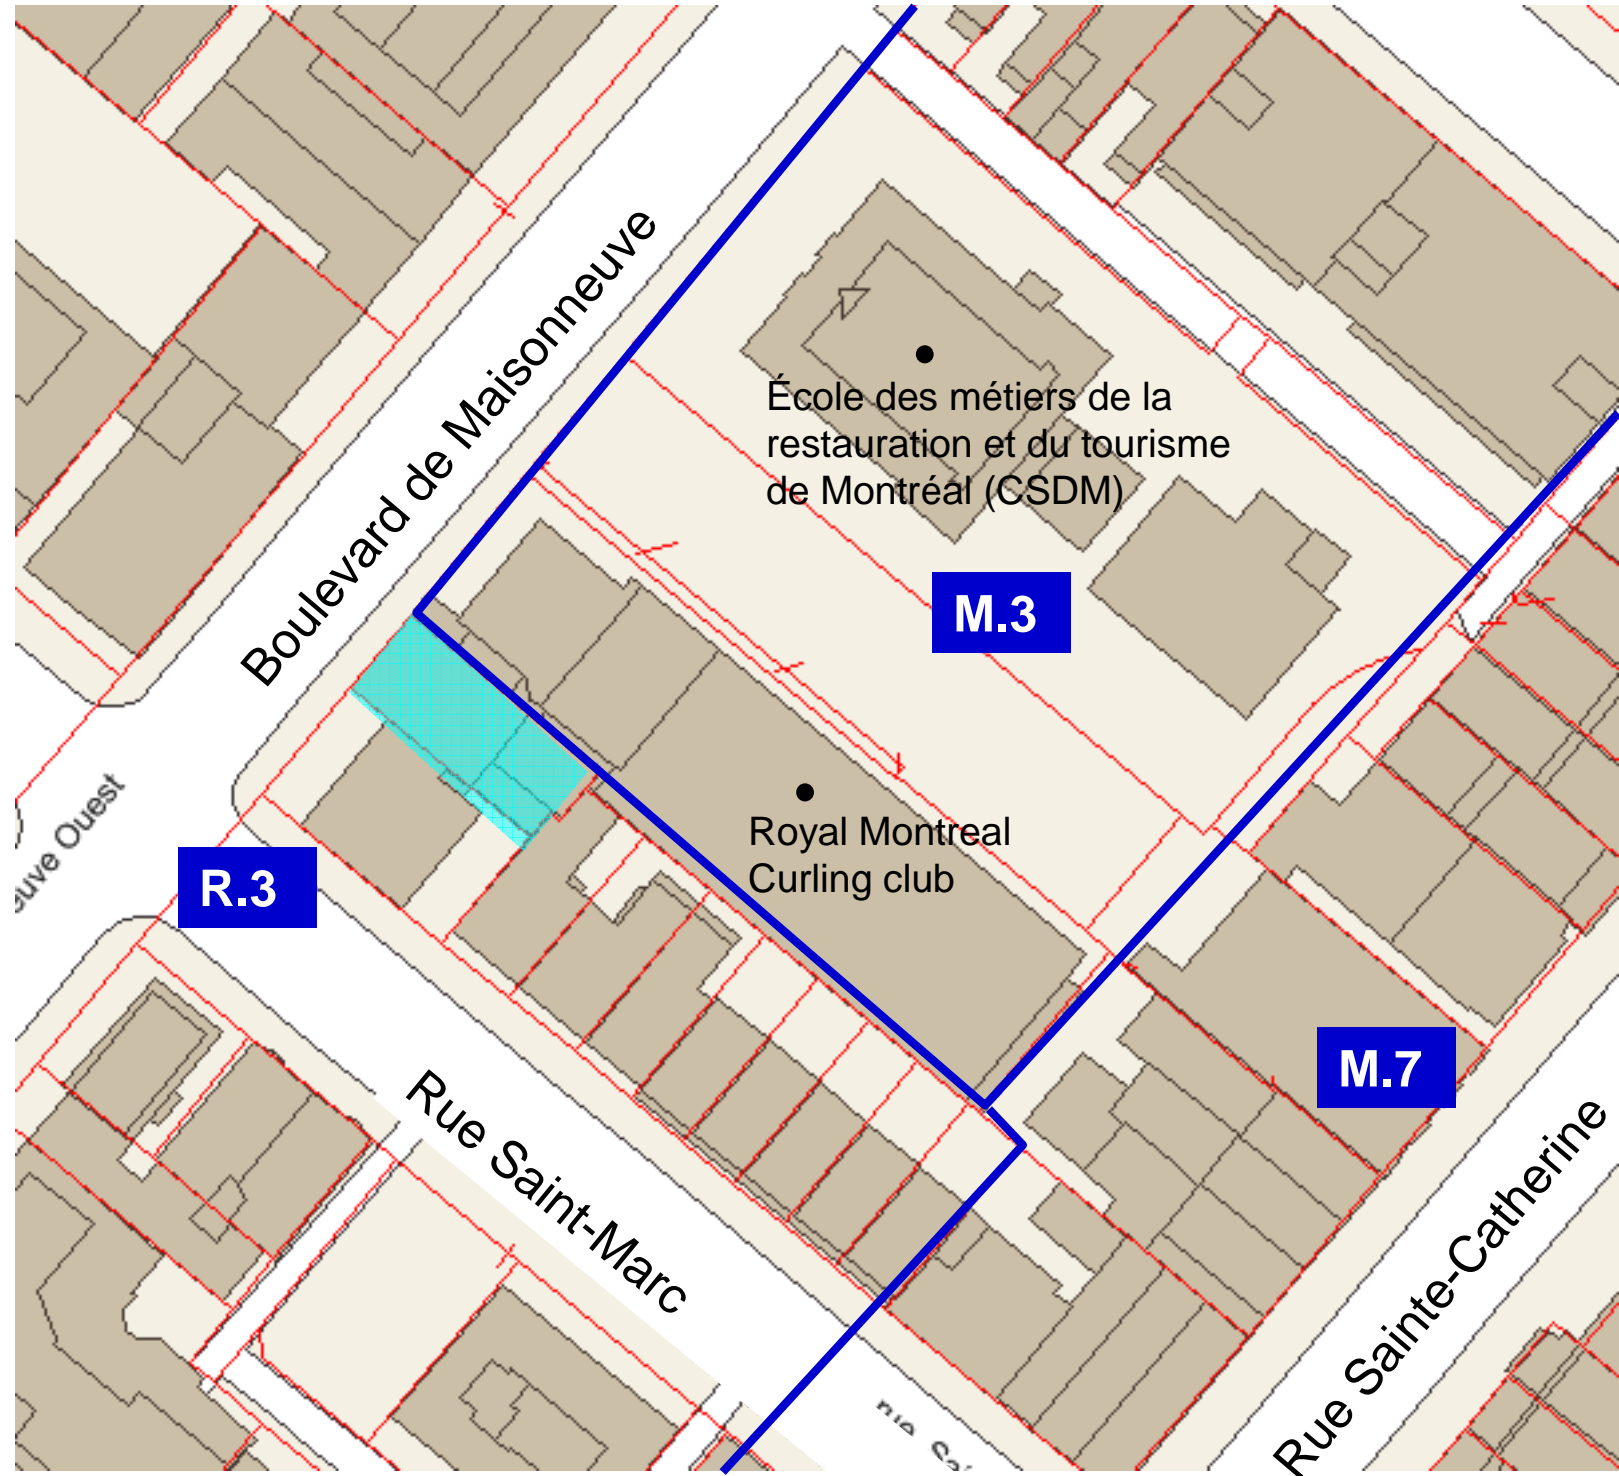 Boulevard de Maisonneuve
École des métiers de la
restauration et du tourisme
de Montréal (CSDM)
M.3
Royal Montreal
Curling club
R.3
M.7
Rue Saint-Marc
Rue Sainte-Catherine
Ouest
rue